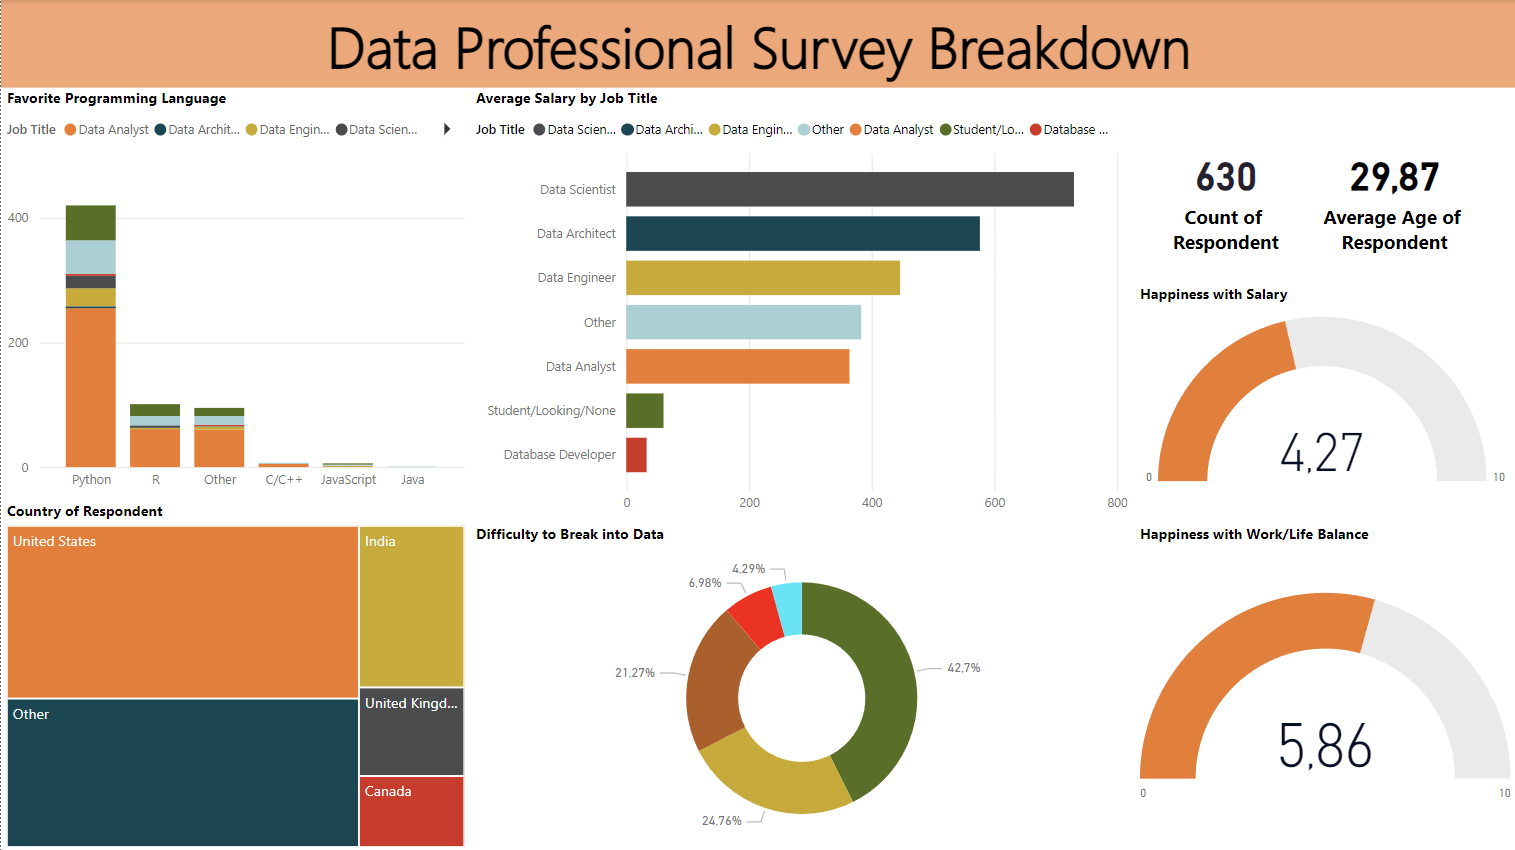 Data Professional Survey Breakdown
Favorite Programming Language
Job Title Data Analyst Data Archit... Data Engin... Data Scien...
400
200
0
Python R Other C/C++ JavaScript Java
Average Salary by Job Title
Job Title Data Scien... Data Archi... Data Engin... Other Data Analyst Student/Lo... Database ...
Data Scientist
Data Architect
Data Engineer
Other
Data Analyst
Student/Looking/None
Database Developer
0 200 400 600 800
630
Count of
Respondent
29,87
Average Age of
Respondent
Happiness with Salary
4,27
0 10
Country of Respondent
United States
India
Other
United Kingd...
Canada
Difficulty to Break into Data
4,29%
6,98%
21,27%
42,7%
24,76%
Happiness with Work/Life Balance
5,86
0 10